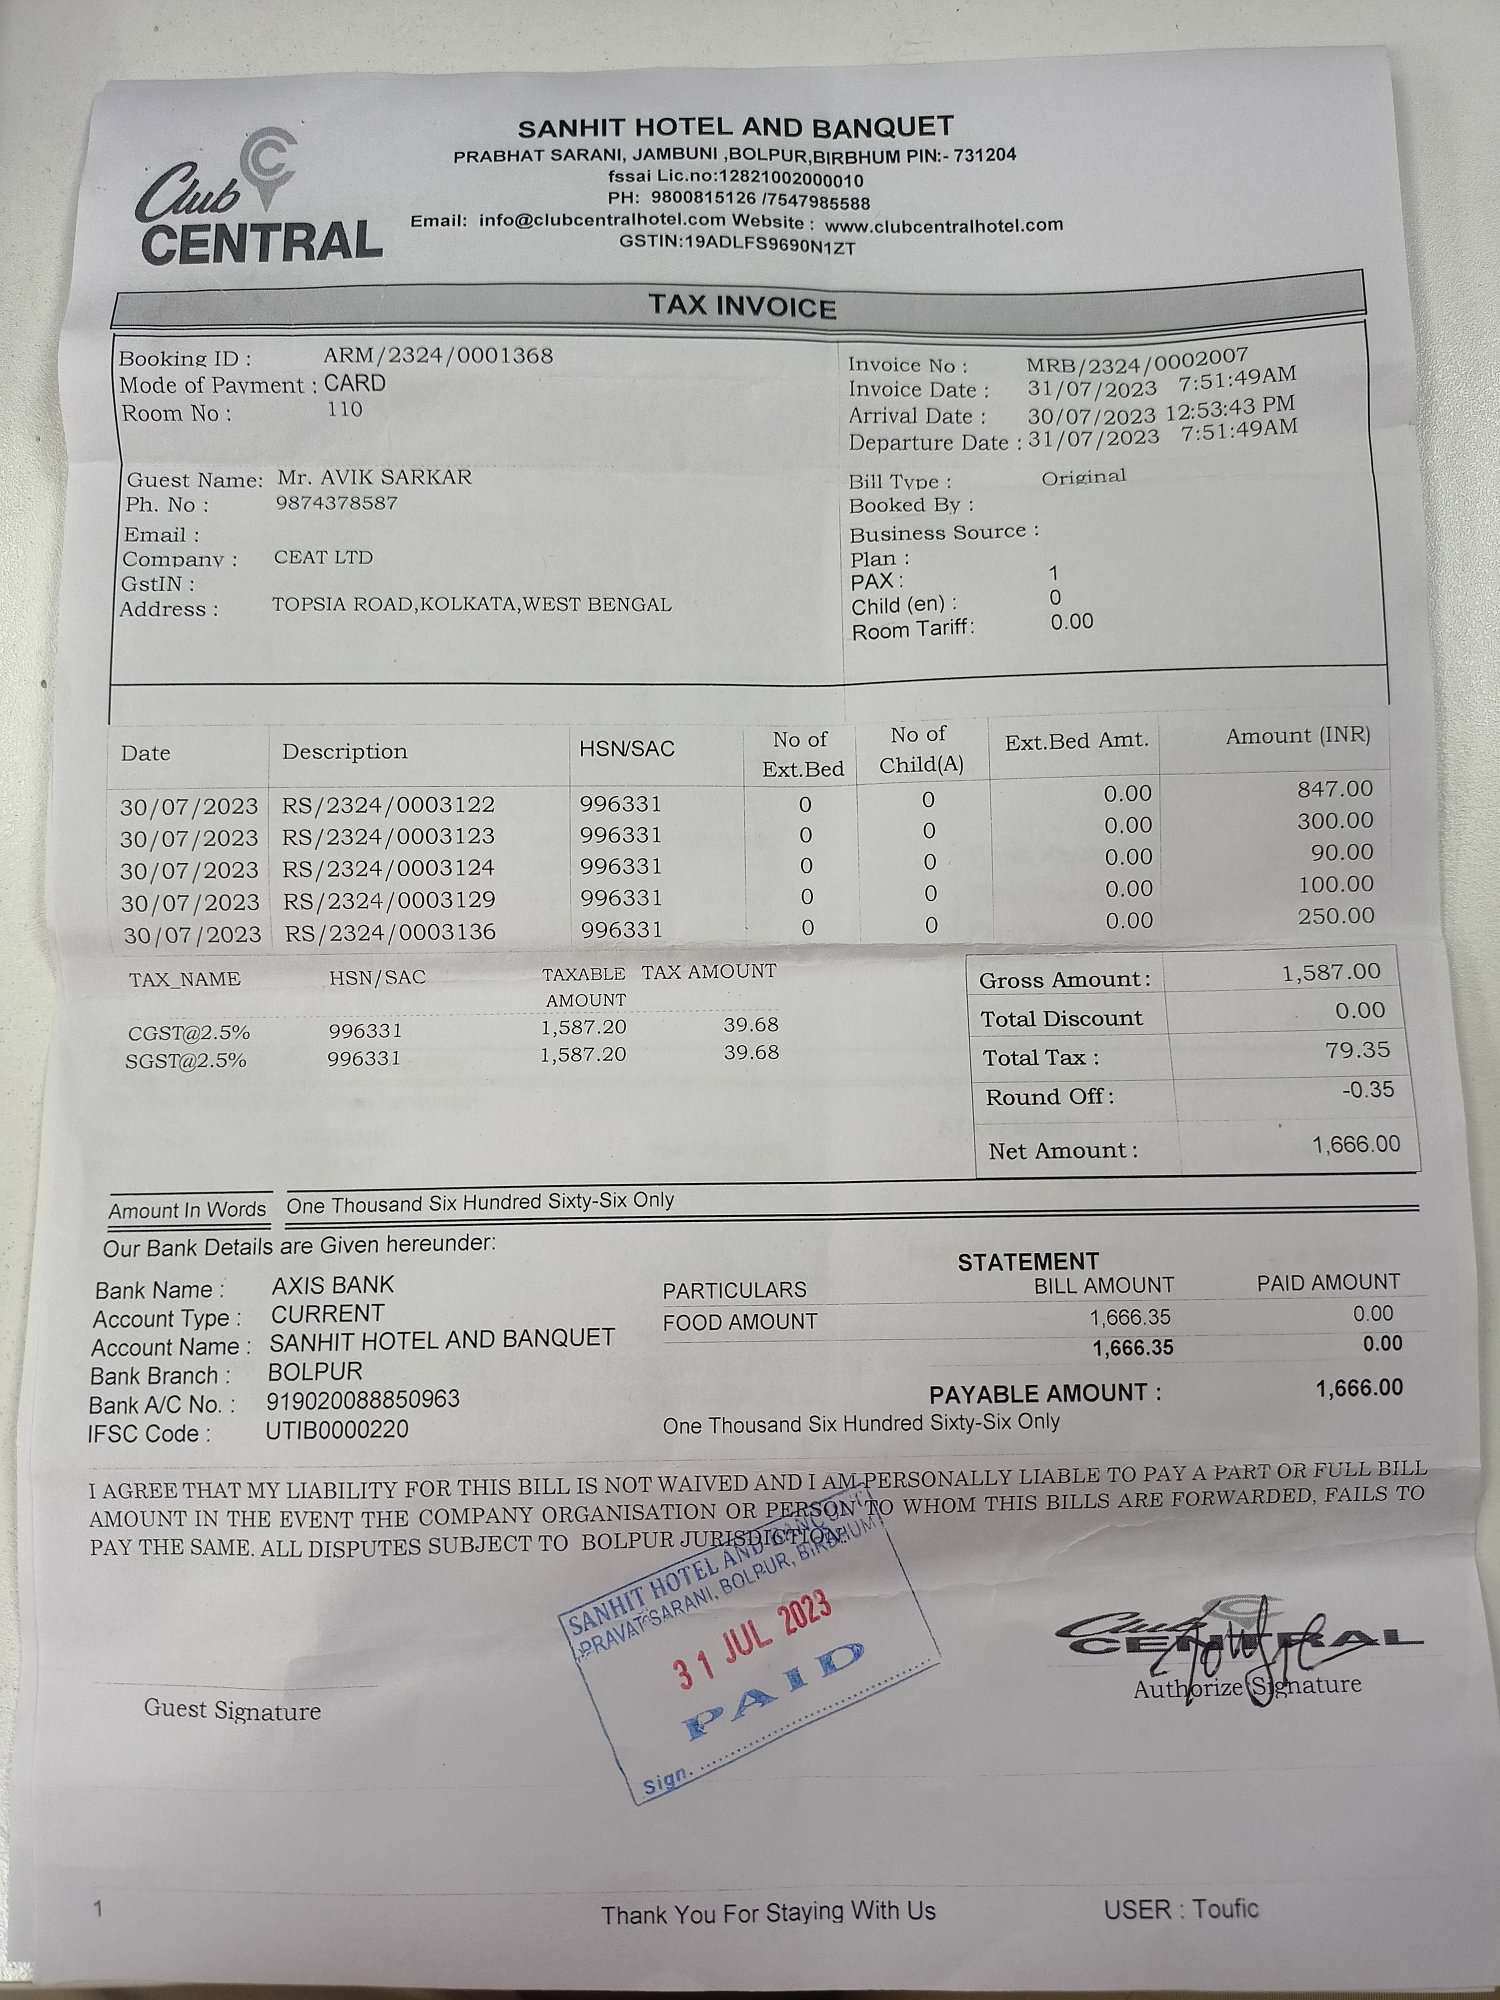 Club
CENTRAL
SANHIT HOTEL AND BANQUET
PRABHAT SARANI, JAMBUNI ,BOLPUR,BIRBHUM PIN:- 731204
fssai Lic.no:12821002000010
PH: 9800815126 /7547985588
Email: info@clubcentralhotel.com Website : www.clubcentralhotel.com
GSTIN:19ADLFS9690N1ZT
TAX INVOICE
Booking ID : ARM/2324/0001368
Mode of Payment : CARD
Room No : 110
Invoice No : MRB/2324/0002007
Invoice Date : 31/07/2023 7:51:49AM
Arrival Date : 30/07/2023 12:53:43 PM
Departure Date : 31/07/2023 7:51:49AM
Guest Name: Mr. AVIK SARKAR
Ph. No : 9874378587
Email :
Company : CEAT LTD
GstIN :
Address : TOPSIA ROAD,KOLKATA,WEST BENGAL
Bill Type : Original
Booked By :
Business Source :
Plan :
PAX : 1
Child (en) : 0
Room Tariff: 0.00
Date Description HSN/SAC No of Ext.Bed No of Child(A) Ext.Bed Amt. Amount (INR)
30/07/2023 RS/2324/0003122 996331 0 0 0.00 847.00
30/07/2023 RS/2324/0003123 996331 0 0 0.00 300.00
30/07/2023 RS/2324/0003124 996331 0 0 0.00 90.00
30/07/2023 RS/2324/0003129 996331 0 0 0.00 100.00
30/07/2023 RS/2324/0003136 996331 0 0 0.00 250.00
TAX_NAME HSN/SAC TAXABLE AMOUNT TAX AMOUNT
CGST@2.5% 996331 1,587.20 39.68
SGST@2.5% 996331 1,587.20 39.68
Gross Amount: 1,587.00
Total Discount 0.00
Total Tax : 79.35
Round Off : -0.35
Net Amount : 1,666.00
Amount In Words One Thousand Six Hundred Sixty-Six Only
Our Bank Details are Given hereunder:
Bank Name : AXIS BANK
Account Type : CURRENT
Account Name : SANHIT HOTEL AND BANQUET
Bank Branch : BOLPUR
Bank A/C No. : 919020088850963
IFSC Code : UTIB0000220
STATEMENT
PARTICULARS BILL AMOUNT PAID AMOUNT
FOOD AMOUNT 1,666.35 0.00
1,666.35 0.00
PAYABLE AMOUNT : 1,666.00
One Thousand Six Hundred Sixty-Six Only
I AGREE THAT MY LIABILITY FOR THIS BILL IS NOT WAIVED AND I AM PERSONALLY LIABLE TO PAY A PART OR FULL BILL
AMOUNT IN THE EVENT THE COMPANY ORGANISATION OR PERSON TO WHOM THIS BILLS ARE FORWARDED, FAILS TO
PAY THE SAME. ALL DISPUTES SUBJECT TO BOLPUR JURISDICTION.
SANHIT HOTEL AND BANQUET
PRAVAT SARANI, BOLPUR, BIRBHUM
31 JUL 2023
PAID
Sign.
Club
CENTRAL
Guest Signature
Authorize Signature
1 Thank You For Staying With Us USER : Toufic